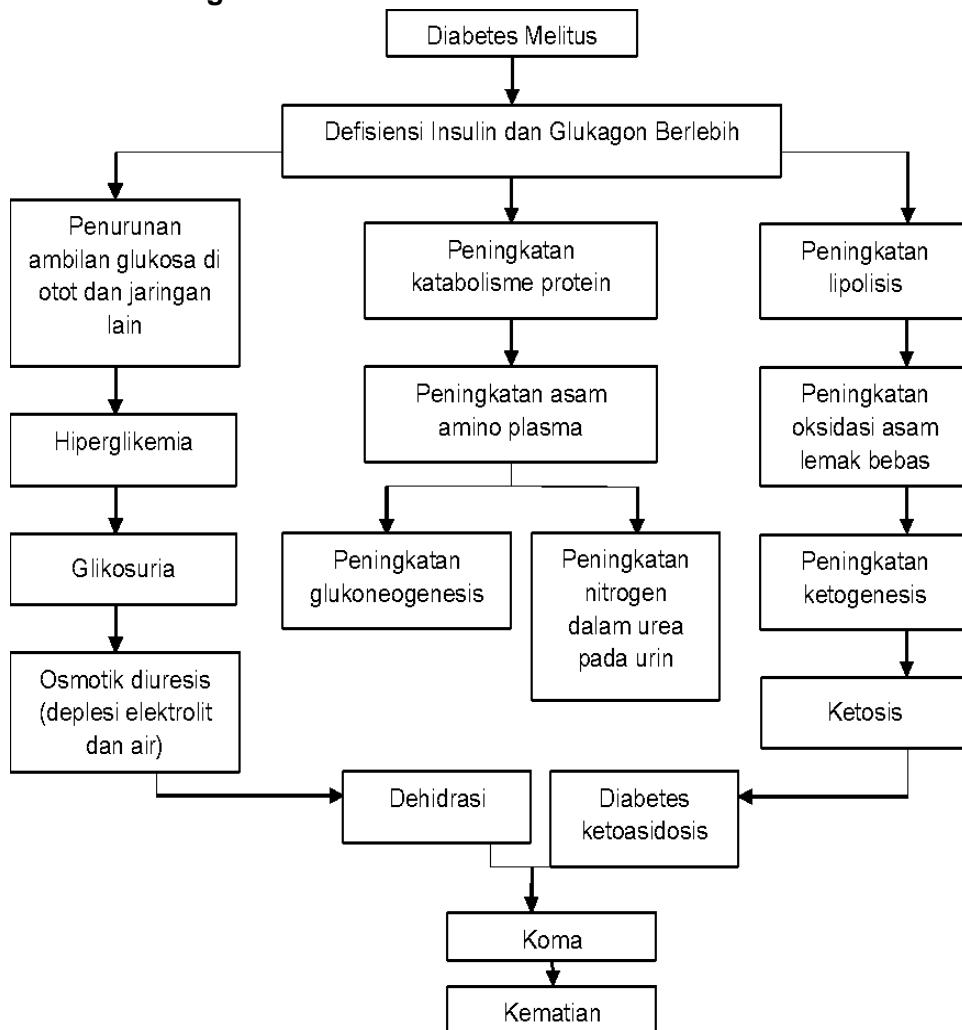 Diabetes Melitus
Defisiensi Insulin dan Glukagon Berlebih
Penurunan
ambilan glukosa di
otot dan jaringan
lain
Peningkatan
katabolisme protein
Peningkatan
lipolisis
Peningkatan asam
amino plasma
Peningkatan
oksidasi asam
lemak bebas
Hiperglikemia
Glikosuria
Peningkatan
glukoneogenesis
Peningkatan
nitrogen
dalam urea
pada urin
Peningkatan
ketogenesis
Osmotik diuresis
(deplesi elektrolit
dan air)
Ketosis
Dehidrasi
Diabetes
ketoasidosis
Koma
Kematian